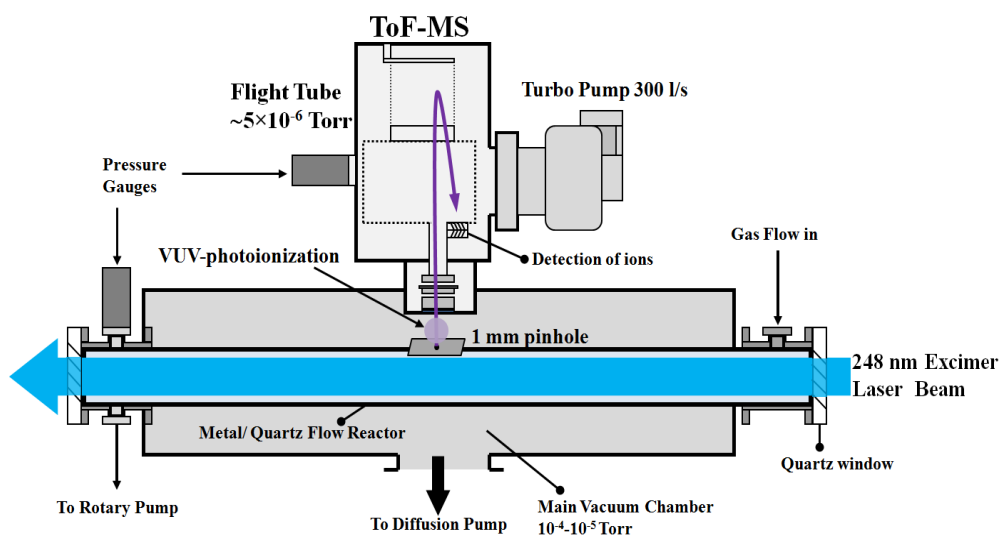 ToF-MS
Flight Tube
~5×10⁻⁶ Torr
Turbo Pump 300 l/s
Pressure
Gauges
Gas Flow in
VUV-photoionization
Detection of ions
1 mm pinhole
248 nm Excimer
Laser Beam
Metal/ Quartz Flow Reactor
Quartz window
To Rotary Pump
To Diffusion Pump
Main Vacuum Chamber
10⁻⁴-10⁻⁵ Torr